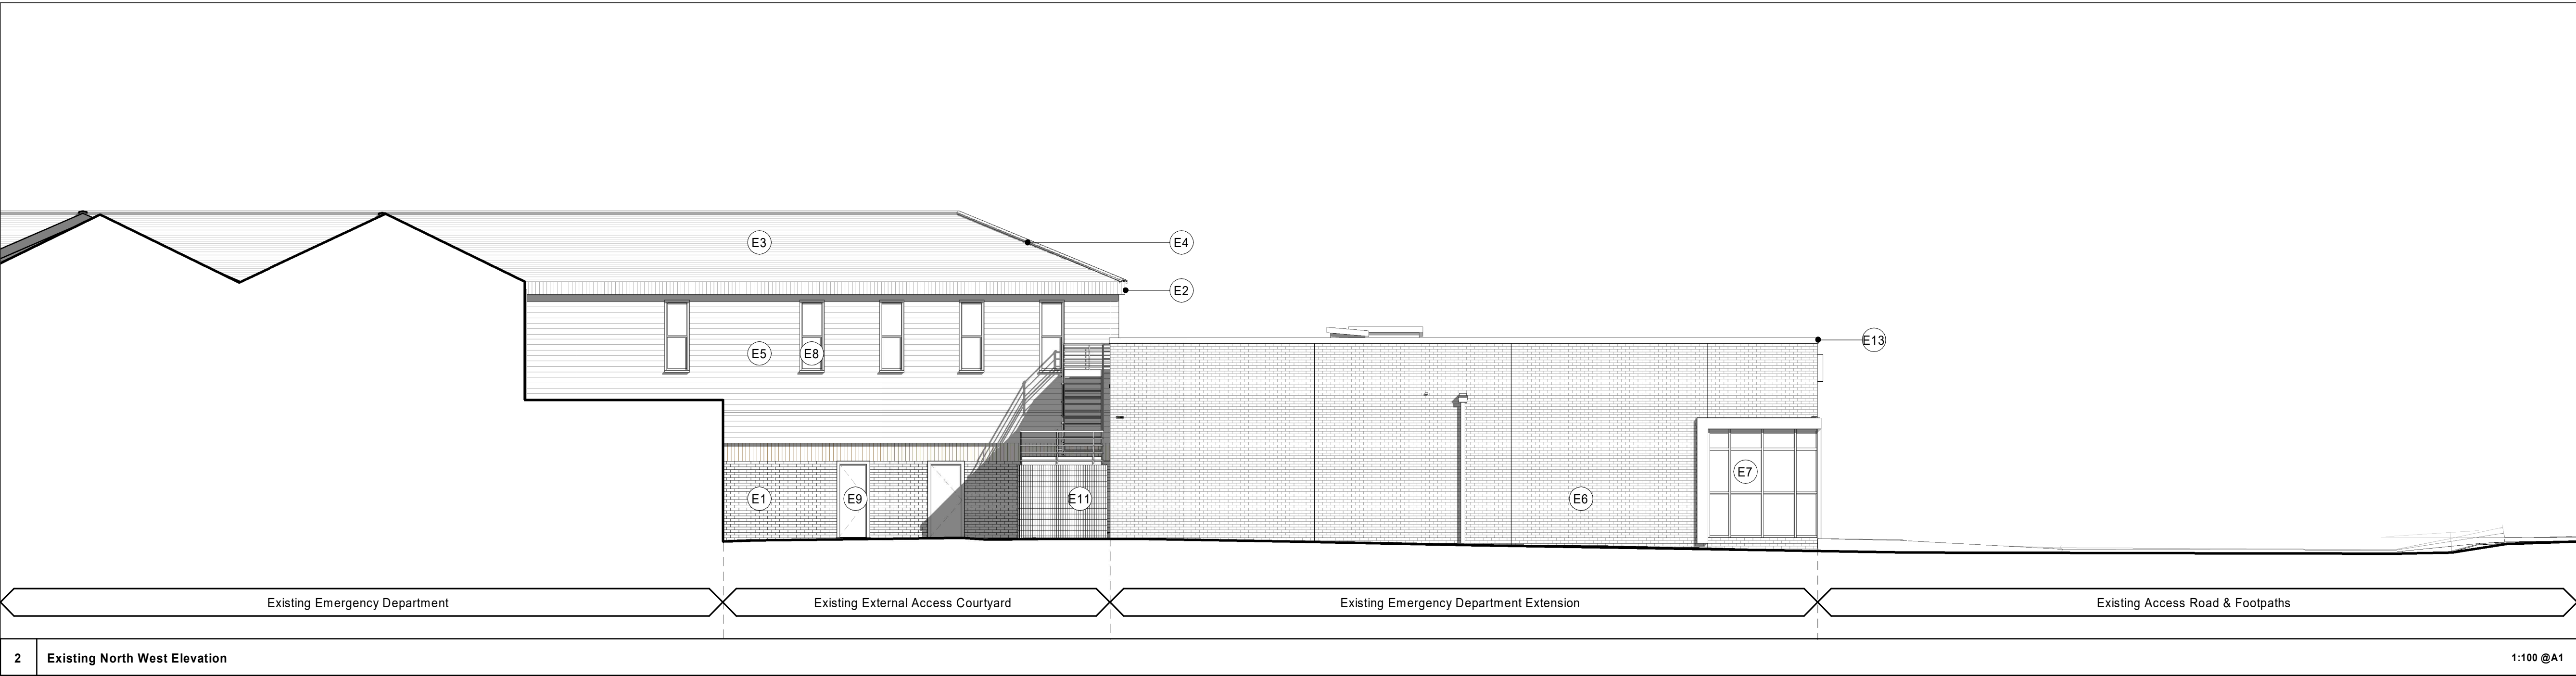 E3
E4
E2
E5
E8
E13
E7
E1
E9
E11
E6
Existing Emergency Department
Existing External Access Courtyard
Existing Emergency Department Extension
Existing Access Road & Footpaths
2
Existing North West Elevation
1:100 @A1